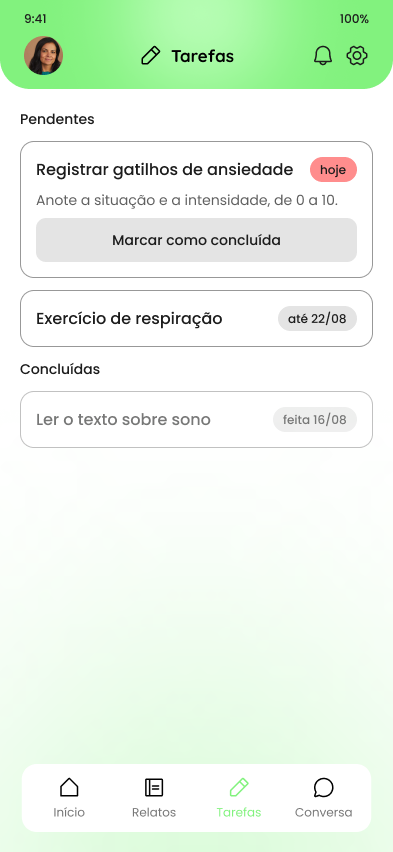 9:41
100%
Tarefas
Pendentes
Registrar gatilhos de ansiedade
hoje
Anote a situação e a intensidade, de 0 a 10.
Marcar como concluída
Exercício de respiração
até 22/08
Concluídas
Ler o texto sobre sono
feita 16/08
Início
Relatos
Tarefas
Conversa